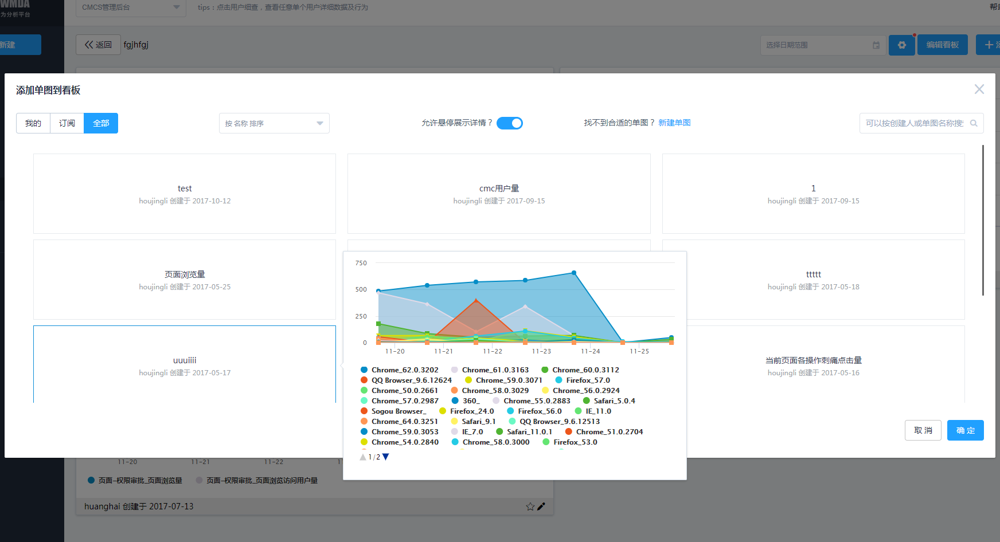 WMDA
为分析平台
CMCS管理后台
tips：点击用户细查，查看任意单个用户详细数据及行为
新建
返回
fgjhfgj
选择日期范围
编辑看板
添加单图到看板
我的
订阅
全部
按 名称 排序
允许悬停展示详情？
找不到合适的单图？ 新建单图
可以按创建人或单图名称搜
test
houjingli 创建于 2017-10-12
cmc用户量
houjingli 创建于 2017-09-15
1
houjingli 创建于 2017-09-15
页面浏览量
houjingli 创建于 2017-05-25
ttttt
houjingli 创建于 2017-05-18
uuuiiii
houjingli 创建于 2017-05-17
当前页面各操作刺痛点击量
houjingli 创建于 2017-05-16
750
500
250
0
11-20 11-21 11-22 11-23 11-24 11-25
Chrome_62.0.3202 Chrome_61.0.3163 Chrome_60.0.3112
QQ Browser_9.6.12624 Chrome_59.0.3071 Firefox_57.0
Chrome_50.0.2661 Chrome_58.0.3029 Chrome_56.0.2924
Chrome_57.0.2987 360_ Chrome_55.0.2883 Safari_5.0.4
Sogou Browser_ Firefox_24.0 Firefox_56.0 IE_11.0
Chrome_64.0.3251 Safari_9.1 QQ Browser_9.6.12513
Chrome_59.0.3053 IE_7.0 Safari_11.0.1 Chrome_51.0.2704
Chrome_54.0.2840 Chrome_58.0.3000 Firefox_53.0
1/2
取 消
确 定
11-20 11-21 11-22
页面-权限审批_页面浏览量
页面-权限审批_页面浏览访问用户量
huanghai 创建于 2017-07-13